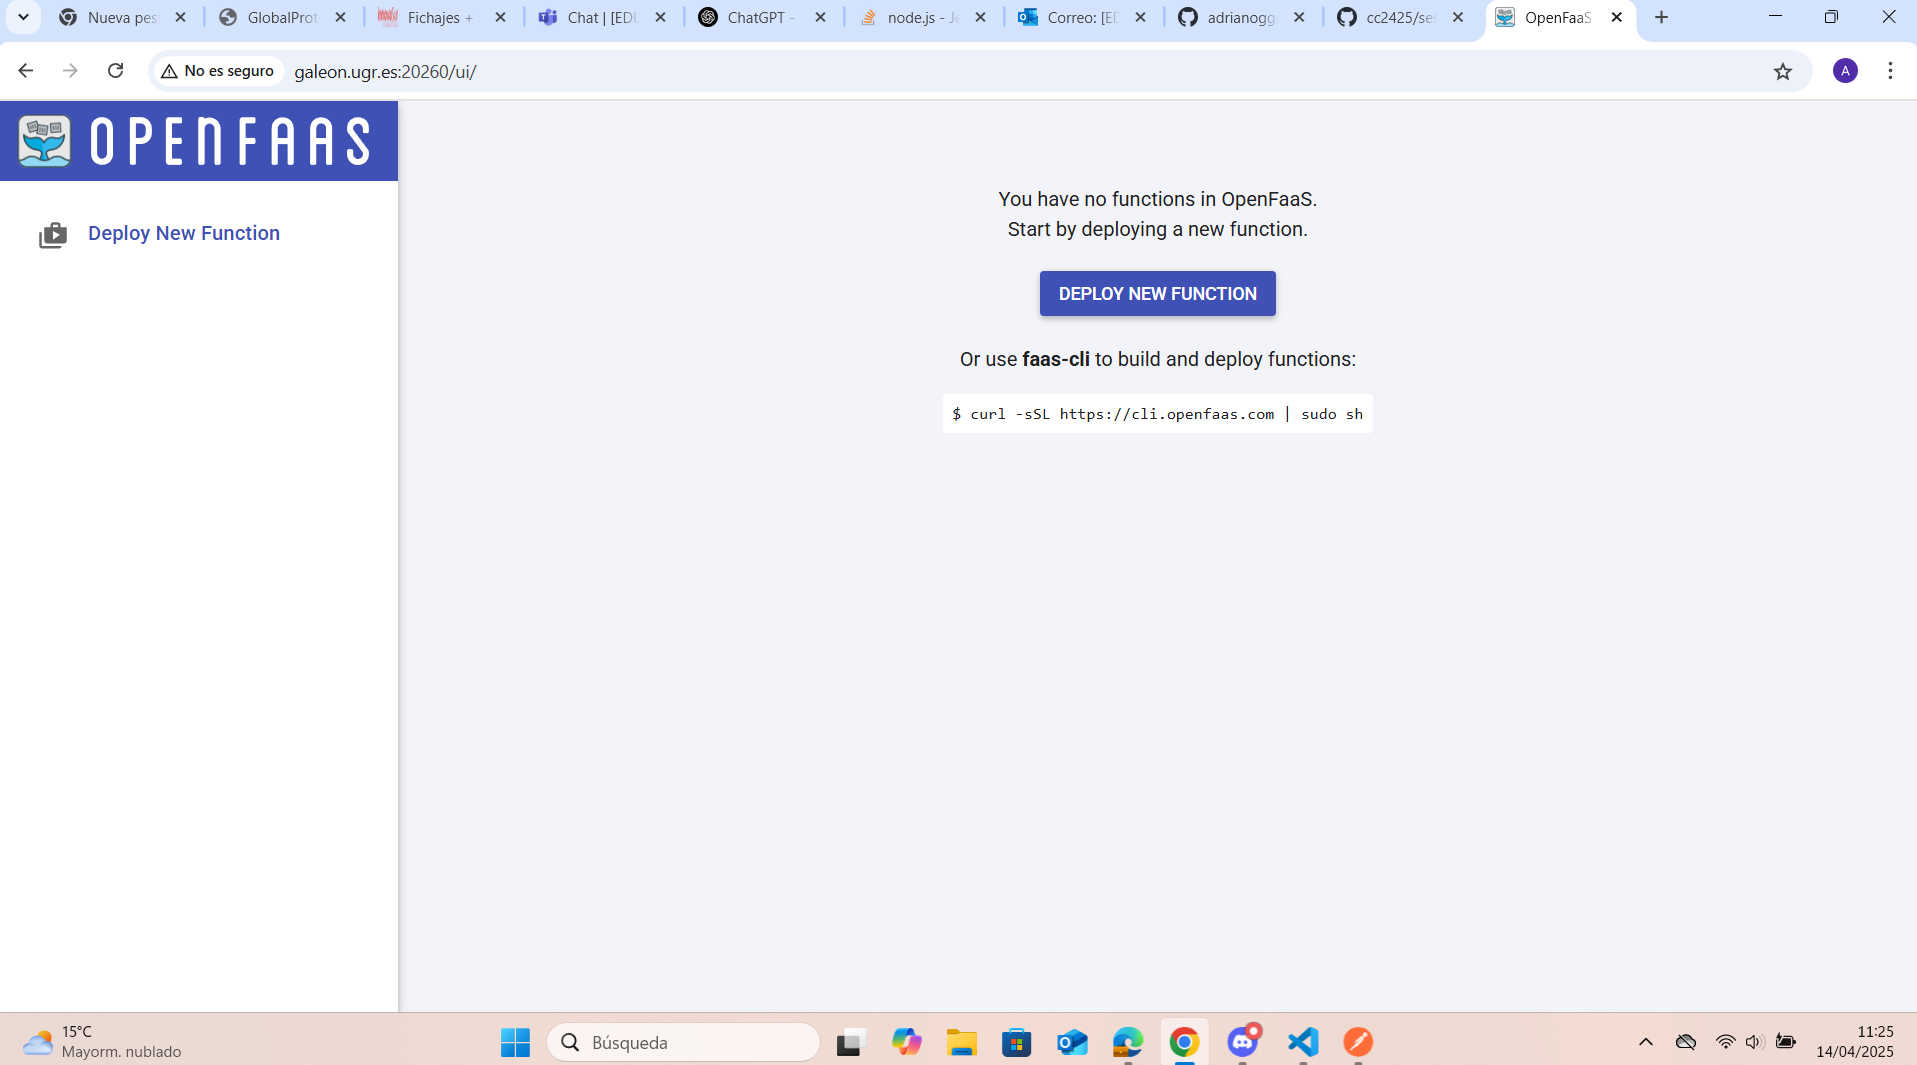 Nueva pes
GlobalProt
Fichajes +
Chat | [EDU
ChatGPT -
node.js - Je
Correo: [ED
adrianogg
cc2425/ses
OpenFaaS
No es seguro
galeon.ugr.es:20260/ui/
A
OPENFAAS
Deploy New Function
You have no functions in OpenFaaS.
Start by deploying a new function.
DEPLOY NEW FUNCTION
Or use faas-cli to build and deploy functions:
$ curl -sSL https://cli.openfaas.com | sudo sh
15°C
Mayorm. nublado
Búsqueda
11:25
14/04/2025